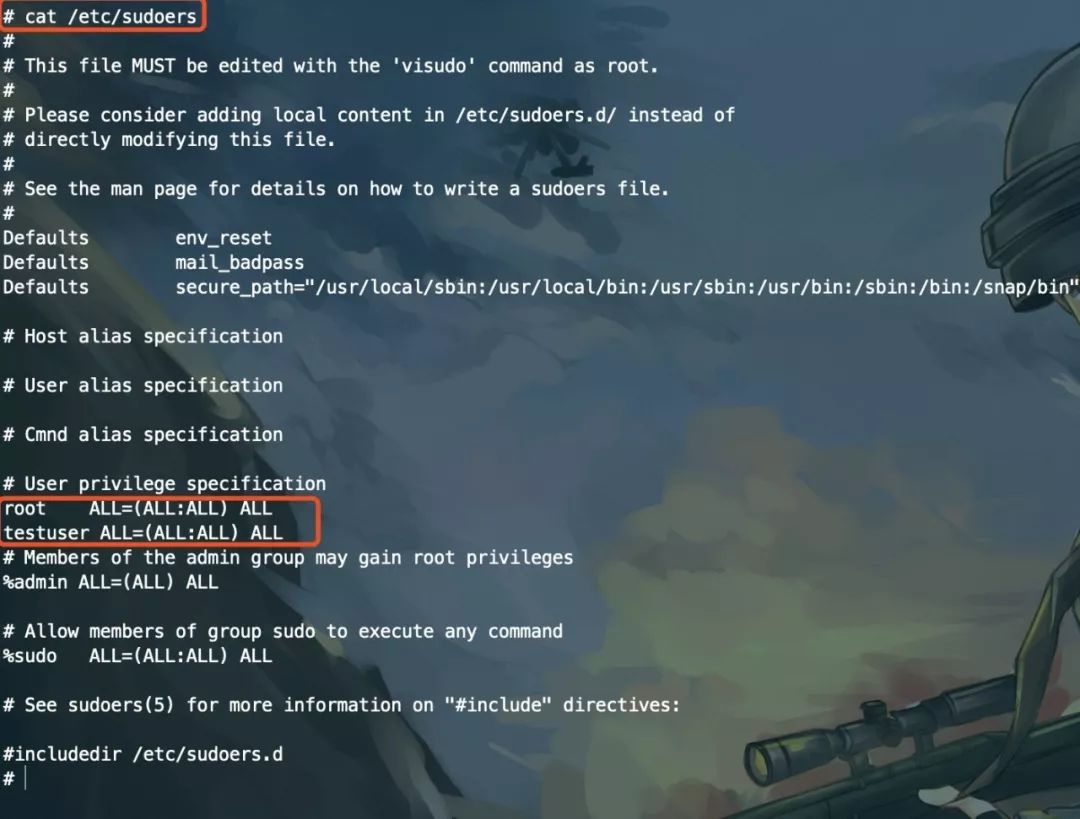 # cat /etc/sudoers
#
# This file MUST be edited with the 'visudo' command as root.
#
# Please consider adding local content in /etc/sudoers.d/ instead of
# directly modifying this file.
#
# See the man page for details on how to write a sudoers file.
#
Defaults        env_reset
Defaults        mail_badpass
Defaults        secure_path="/usr/local/sbin:/usr/local/bin:/usr/sbin:/usr/bin:/sbin:/bin:/snap/bin"
# Host alias specification
# User alias specification
# Cmnd alias specification
# User privilege specification
root    ALL=(ALL:ALL) ALL
testuser ALL=(ALL:ALL) ALL
# Members of the admin group may gain root privileges
%admin ALL=(ALL) ALL
# Allow members of group sudo to execute any command
%sudo   ALL=(ALL:ALL) ALL
# See sudoers(5) for more information on "#include" directives:
#includedir /etc/sudoers.d
#